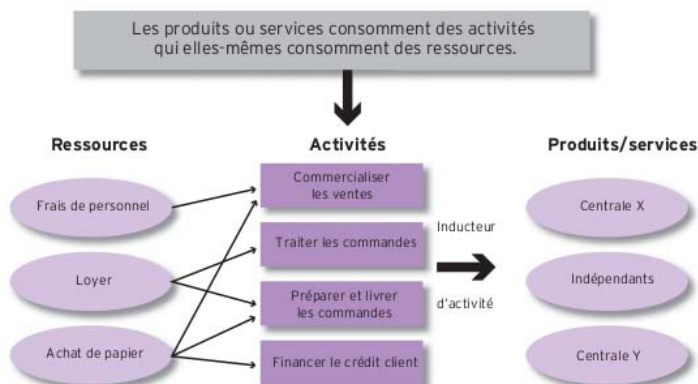 Les produits ou services consomment des activités
qui elles-mêmes consomment des ressources.
Ressources
Activités
Produits/services
Frais de personnel
Commercialiser
les ventes
Centrale X
Traiter les commandes
Inducteur
Loyer
Préparer et livrer
les commandes
d'activité
Indépendants
Achat de papier
Financer le crédit client
Centrale Y